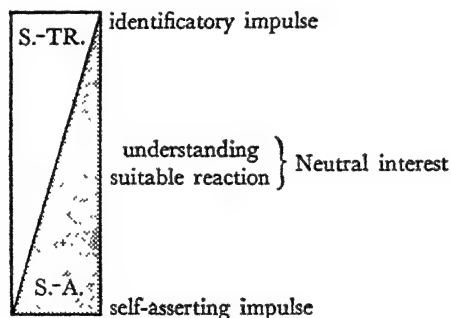 identificatory impulse
S.-TR.
understanding
suitable reaction } Neutral interest
S.-A.
self-asserting impulse